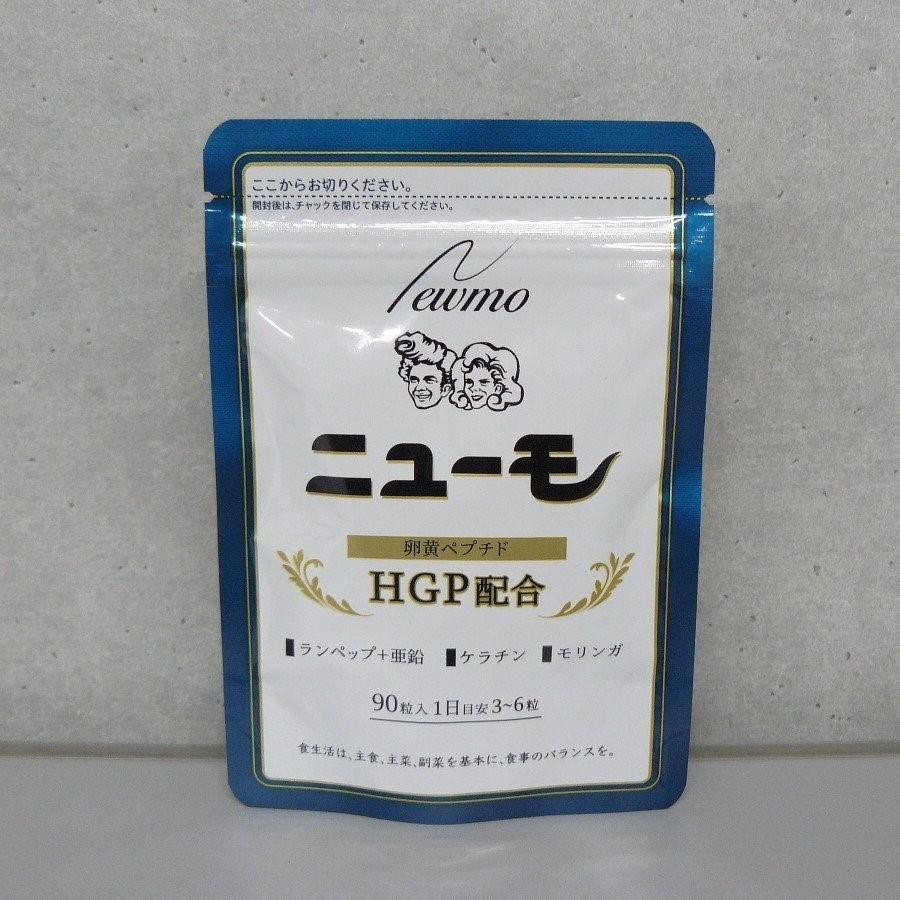 ここからお切りください。
開封後は、チャックを閉じて保存してください。
Newmo
ニューモ
卵黄ペプチド
HGP配合
ランペップ+亜鉛 ケラチン モリンガ
90粒入 1日目安 3~6粒
食生活は、主食、主菜、副菜を基本に、食事のバランスを。